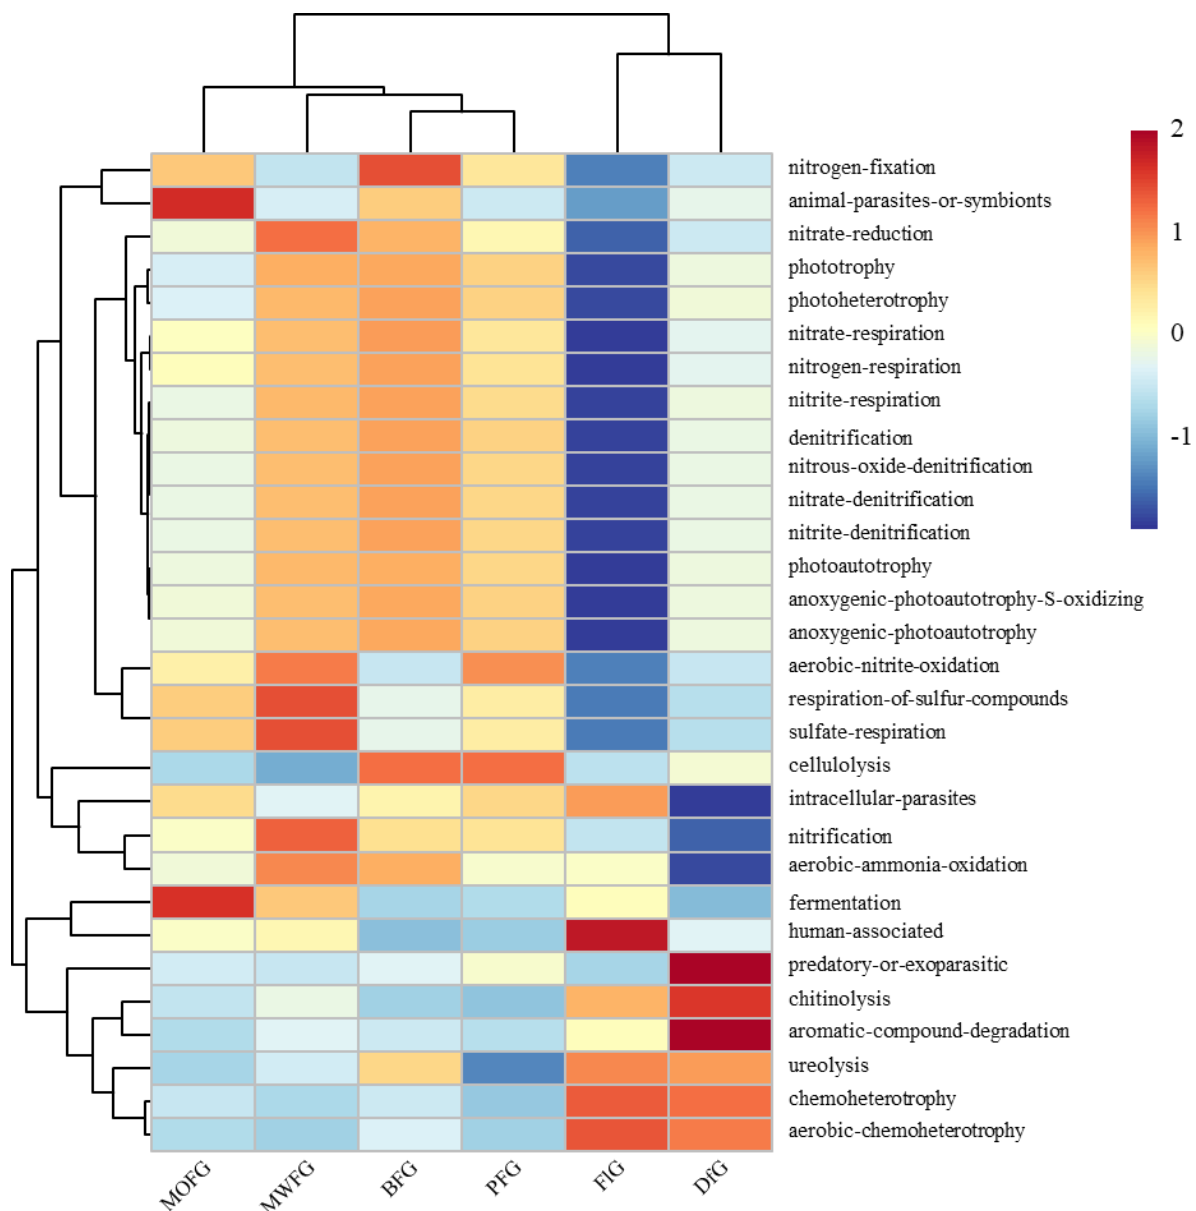 nitrogen-fixation
animal-parasites-or-symbionts
nitrate-reduction
phototrophy
photoheterotrophy
nitrate-respiration
nitrogen-respiration
nitrite-respiration
denitrification
nitrous-oxide-denitrification
nitrate-denitrification
nitrite-denitrification
photoautotrophy
anoxygenic-photoautotrophy-S-oxidizing
anoxygenic-photoautotrophy
aerobic-nitrite-oxidation
respiration-of-sulfur-compounds
sulfate-respiration
cellulolysis
intracellular-parasites
nitrification
aerobic-ammonia-oxidation
fermentation
human-associated
predatory-or-exoparasitic
chitinolysis
aromatic-compound-degradation
ureolysis
chemoheterotrophy
aerobic-chemoheterotrophy
2
1
0
-1
MOFG MWFG BFG PFG FIG DfG